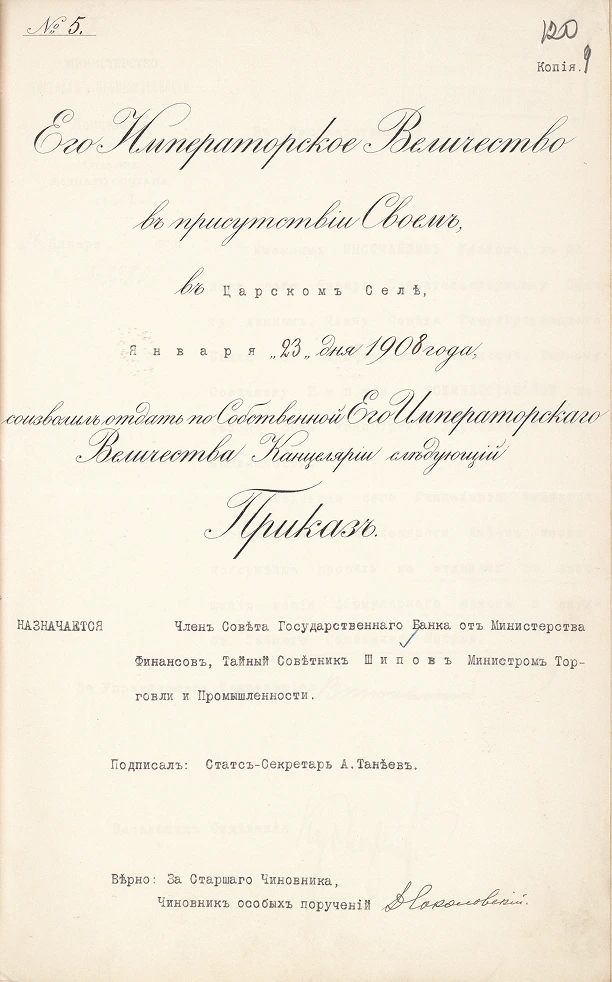 № 5.
120
Копія.
9
Его Императорское Величество
въ присутствіи Своемъ,
въ Царскомъ Селѣ,
Января „23„ дня 1908 года,
соизволилъ отдать по Собственной Его Императорскаго
Величества Канцеляріи слѣдующій
Приказъ.
НАЗНАЧАЕТСЯ Членъ Совѣта Государственнаго Банка отъ Министерства
Финансовъ, Тайный Совѣтникъ Шиповъ Министромъ Тор-
говли и Промышленности.
Подписалъ: Статсъ-Секретарь А.Танѣевъ.
Вѣрно: За Старшаго Чиновника,
Чиновникъ особыхъ порученій Соколовскій.